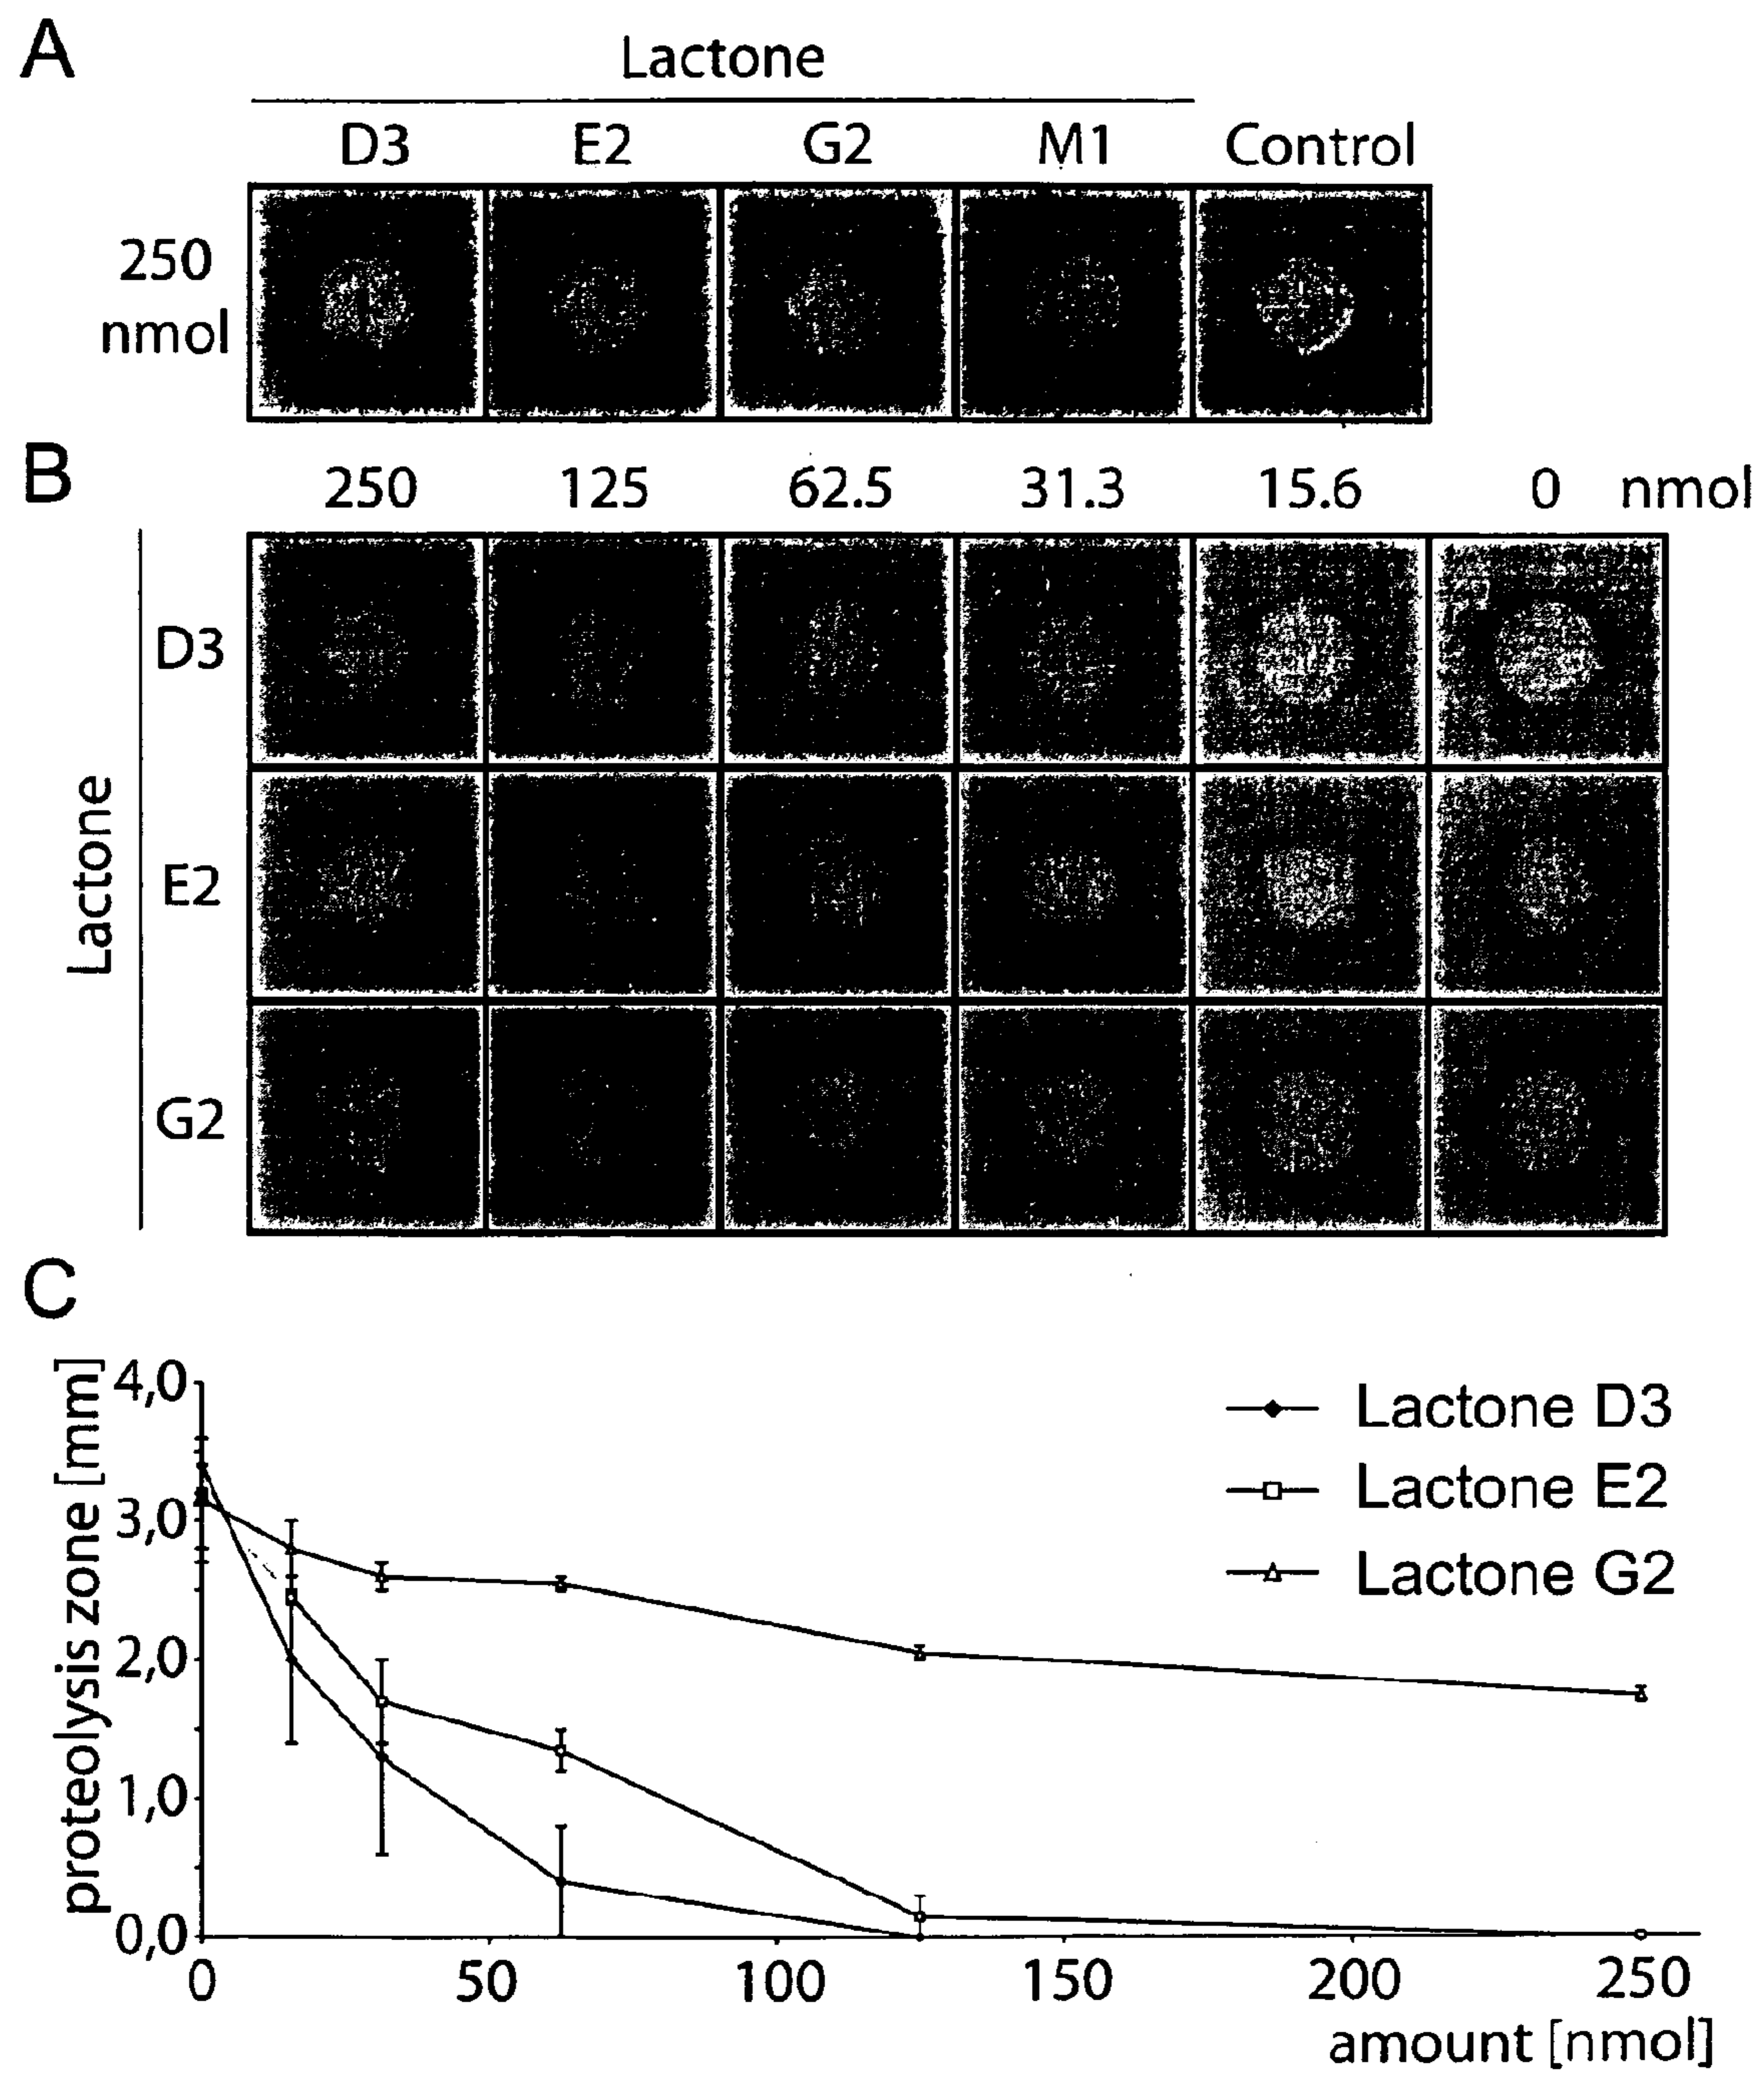 A
Lactone
D3 E2 G2 M1 Control
250
nmol
B
250 125 62.5 31.3 15.6 0 nmol
Lactone
D3
E2
G2
C
proteolysis zone [mm]
4,0
3,0
2,0
1,0
0,0
Lactone D3
Lactone E2
Lactone G2
0 50 100 150 200 250
amount [nmol]